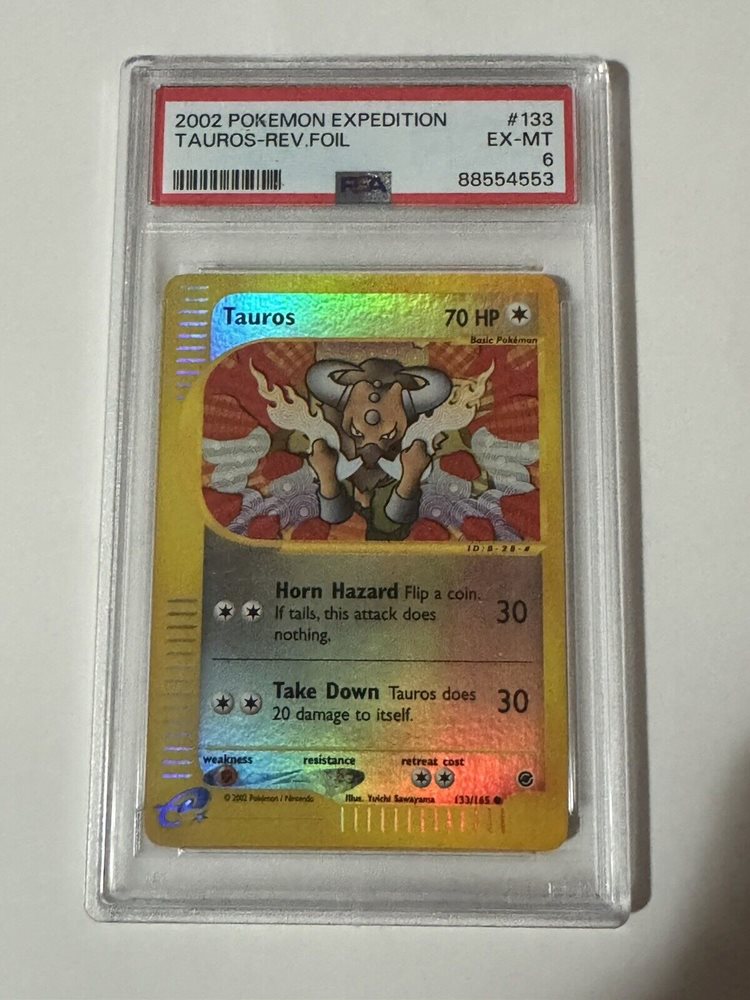 2002 POKEMON EXPEDITION #133
TAUROS-REV.FOIL EX-MT
6
PSA 88554553
Tauros 70 HP
Basic Pokémon
ID:B-2B-#
Horn Hazard Flip a coin.
If tails, this attack does
nothing.
30
Take Down Tauros does
20 damage to itself.
30
weakness resistance retreat cost
© 2002 Pokémon / Nintendo Illus. Yuichi Sawayama 133/165
e